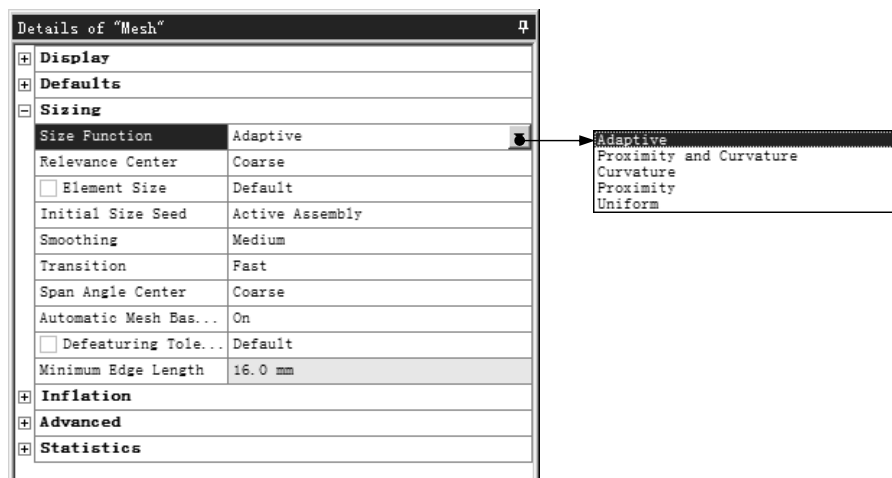 Details of "Mesh"
Display
Defaults
Sizing
Size Function Adaptive
Relevance Center Coarse
Element Size Default
Initial Size Seed Active Assembly
Smoothing Medium
Transition Fast
Span Angle Center Coarse
Automatic Mesh Bas... On
Defeaturing Tole... Default
Minimum Edge Length 16.0 mm
Inflation
Advanced
Statistics
Adaptive
Proximity and Curvature
Curvature
Proximity
Uniform